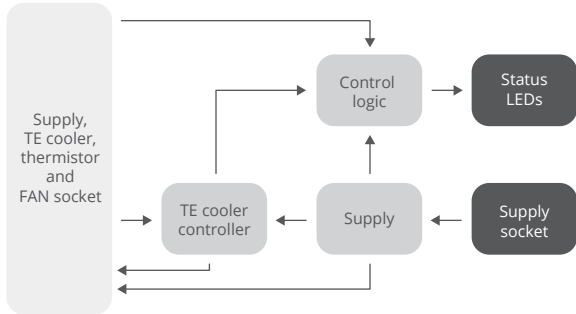 Supply,
TE cooler,
thermistor
and
FAN socket
Control
logic
Status
LEDs
TE cooler
controller
Supply
Supply
socket